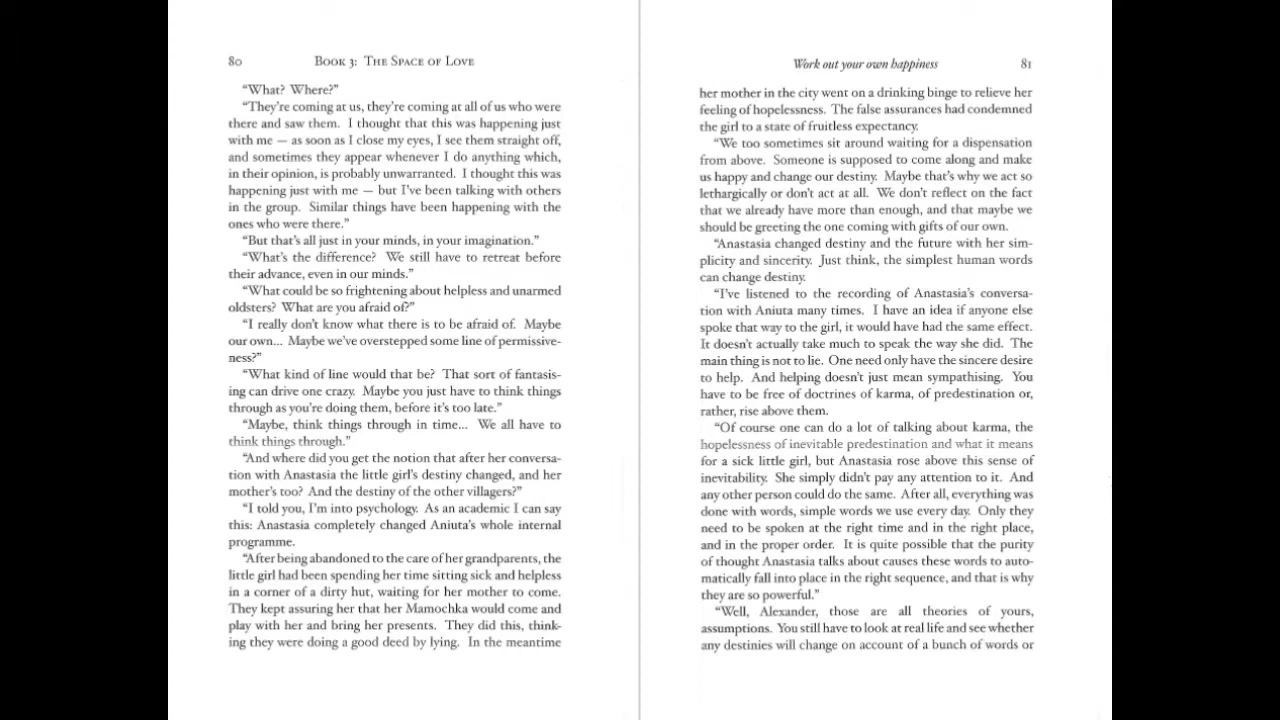 80
BOOK 3: THE SPACE OF LOVE
“What? Where?”
“They’re coming at us, they’re coming at all of us who were
there and saw them. I thought that this was happening just
with me — as soon as I close my eyes, I see them straight off,
and sometimes they appear whenever I do anything which,
in their opinion, is probably unwarranted. I thought this was
happening just with me — but I’ve been talking with others
in the group. Similar things have been happening with the
ones who were there.”
“But that’s all just in your minds, in your imagination.”
“What’s the difference? We still have to retreat before
their advance, even in our minds.”
“What could be so frightening about helpless and unarmed
oldsters? What are you afraid of?”
“I really don’t know what there is to be afraid of. Maybe
our own... Maybe we’ve overstepped some line of permissive-
ness?”
“What kind of line would that be? That sort of fantasis-
ing can drive one crazy. Maybe you just have to think things
through as you’re doing them, before it’s too late.”
“Maybe, think things through in time... We all have to
think things through.”
“And where did you get the notion that after her conversa-
tion with Anastasia the little girl’s destiny changed, and her
mother’s too? And the destiny of the other villagers?”
“I told you, I’m into psychology. As an academic I can say
this: Anastasia completely changed Aniuta’s whole internal
programme.
“After being abandoned to the care of her grandparents, the
little girl had been spending her time sitting sick and helpless
in a corner of a dirty hut, waiting for her mother to come.
They kept assuring her that her Mamochka would come and
play with her and bring her presents. They did this, think-
ing they were doing a good deed by lying. In the meantime
Work out your own happiness
81
her mother in the city went on a drinking binge to relieve her
feeling of hopelessness. The false assurances had condemned
the girl to a state of fruitless expectancy.
“We too sometimes sit around waiting for a dispensation
from above. Someone is supposed to come along and make
us happy and change our destiny. Maybe that’s why we act so
lethargically or don’t act at all. We don’t reflect on the fact
that we already have more than enough, and that maybe we
should be greeting the one coming with gifts of our own.
“Anastasia changed destiny and the future with her sim-
plicity and sincerity. Just think, the simplest human words
can change destiny.
“I’ve listened to the recording of Anastasia’s conversa-
tion with Aniuta many times. I have an idea if anyone else
spoke that way to the girl, it would have had the same effect.
It doesn’t actually take much to speak the way she did. The
main thing is not to lie. One need only have the sincere desire
to help. And helping doesn’t just mean sympathising. You
have to be free of doctrines of karma, of predestination or,
rather, rise above them.
“Of course one can do a lot of talking about karma, the
hopelessness of inevitable predestination and what it means
for a sick little girl, but Anastasia rose above this sense of
inevitability. She simply didn’t pay any attention to it. And
any other person could do the same. After all, everything was
done with words, simple words we use every day. Only they
need to be spoken at the right time and in the right place,
and in the proper order. It is quite possible that the purity
of thought Anastasia talks about causes these words to auto-
matically fall into place in the right sequence, and that is why
they are so powerful.”
“Well, Alexander, those are all theories of yours,
assumptions. You still have to look at real life and see whether
any destinies will change on account of a bunch of words or